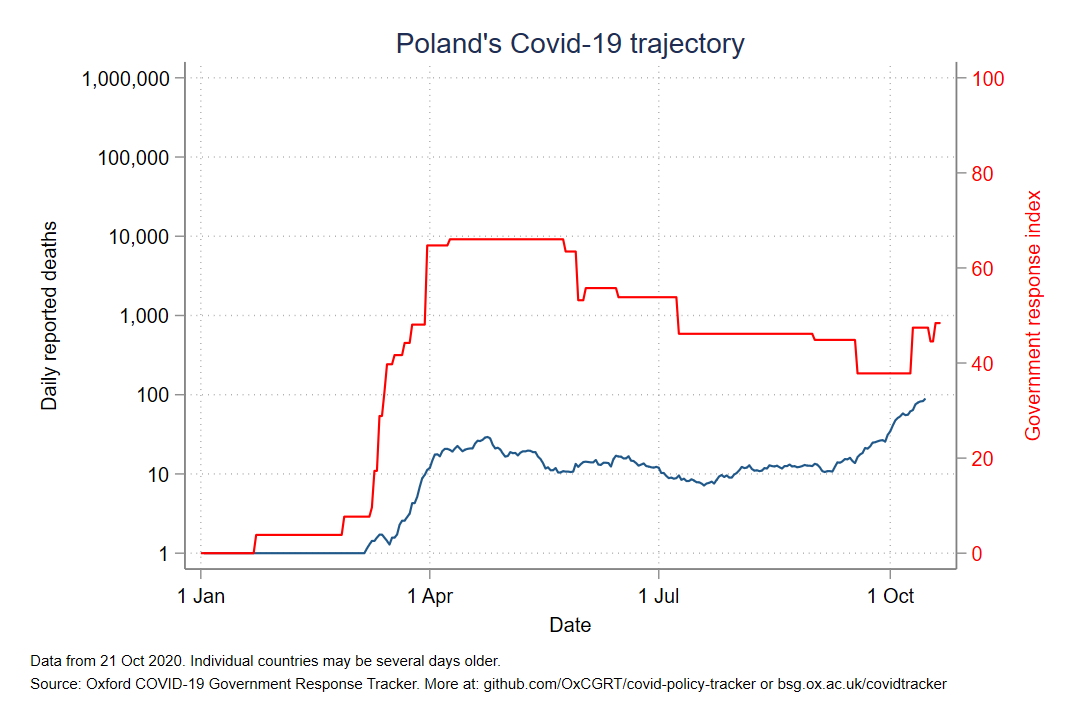 Poland's Covid-19 trajectory
1,000,000
100,000
10,000
1,000
100
10
1
Daily reported deaths
100
80
60
40
20
0
Government response index
1 Jan
1 Apr
1 Jul
1 Oct
Date
Data from 21 Oct 2020. Individual countries may be several days older.
Source: Oxford COVID-19 Government Response Tracker. More at: github.com/OxCGRT/covid-policy-tracker or bsg.ox.ac.uk/covidtracker